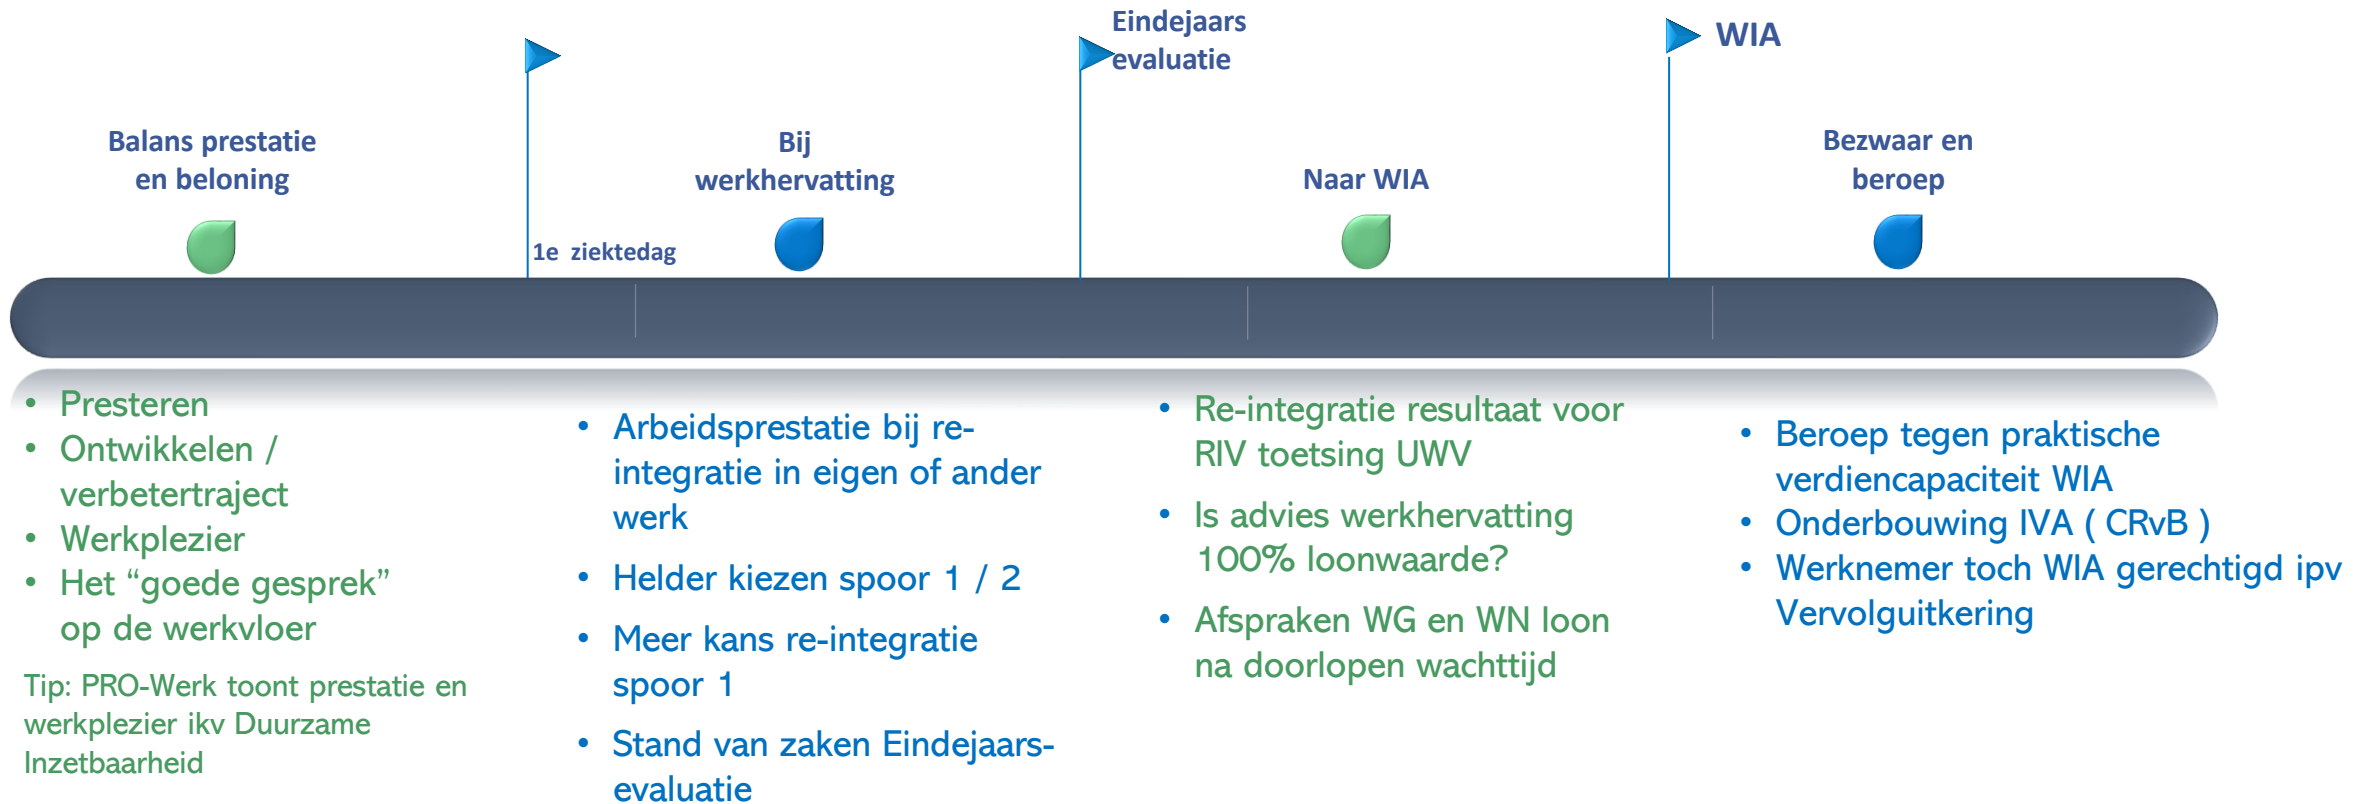 Balans prestatie
en beloning
1e ziektedag
Bij
werkhervatting
Eindejaars
evaluatie
Naar WIA
WIA
Bezwaar en
beroep
• Presteren
• Ontwikkelen /
verbetertraject
• Werkplezier
• Het “goede gesprek”
op de werkvloer
Tip: PRO-Werk toont prestatie en
werkplezier ikv Duurzame
Inzetbaarheid
• Arbeidsprestatie bij re-
integratie in eigen of ander
werk
• Helder kiezen spoor 1 / 2
• Meer kans re-integratie
spoor 1
• Stand van zaken Eindejaars-
evaluatie
• Re-integratie resultaat voor
RIV toetsing UWV
• Is advies werkhervatting
100% loonwaarde?
• Afspraken WG en WN loon
na doorlopen wachttijd
• Beroep tegen praktische
verdiencapaciteit WIA
• Onderbouwing IVA ( CRvB )
• Werknemer toch WIA gerechtigd ipv
Vervolguitkering